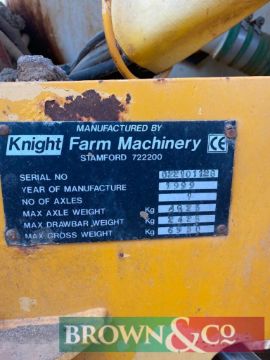 MANUFACTURED BY
Knight Farm Machinery CE
STAMFORD 722200
SERIAL NO
YEAR OF MANUFACTURE 1999
NO OF AXLES
MAX AXLE WEIGHT Kg
MAX DRAWBAR WEIGHT Kg
MAX GROSS WEIGHT Kg
BROWN&CO